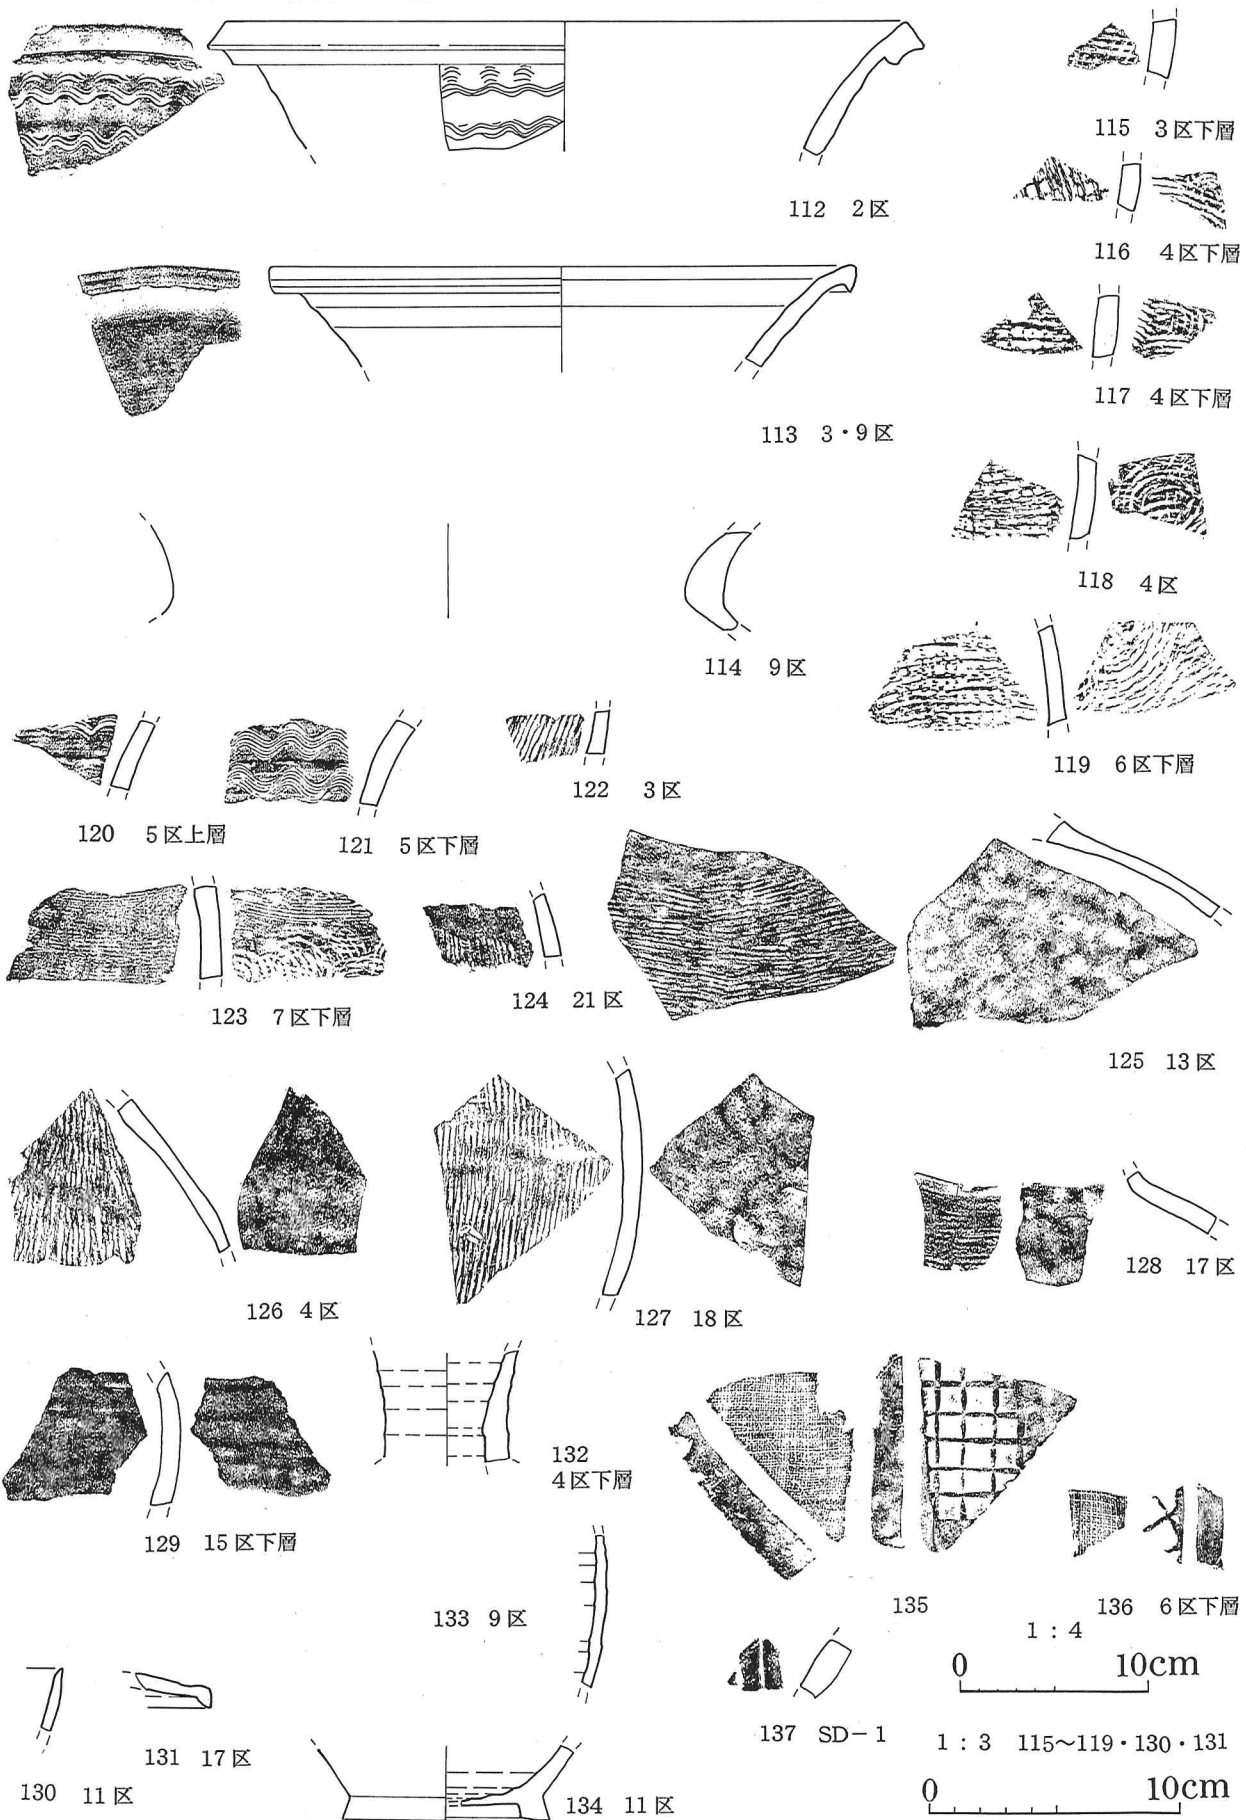 112 2区
113 3・9区
114 9区
115 3区下層
116 4区下層
117 4区下層
118 4区
119 6区下層
120 5区上層
121 5区下層
122 3区
123 7区下層
124 21区
125 13区
126 4区
127 18区
128 17区
129 15区下層
132
4区下層
133 9区
135
136 6区下層
1:4
0 10cm
137 SD-1
1:3 115~119・130・131
0 10cm
130 11区
131 17区
134 11区